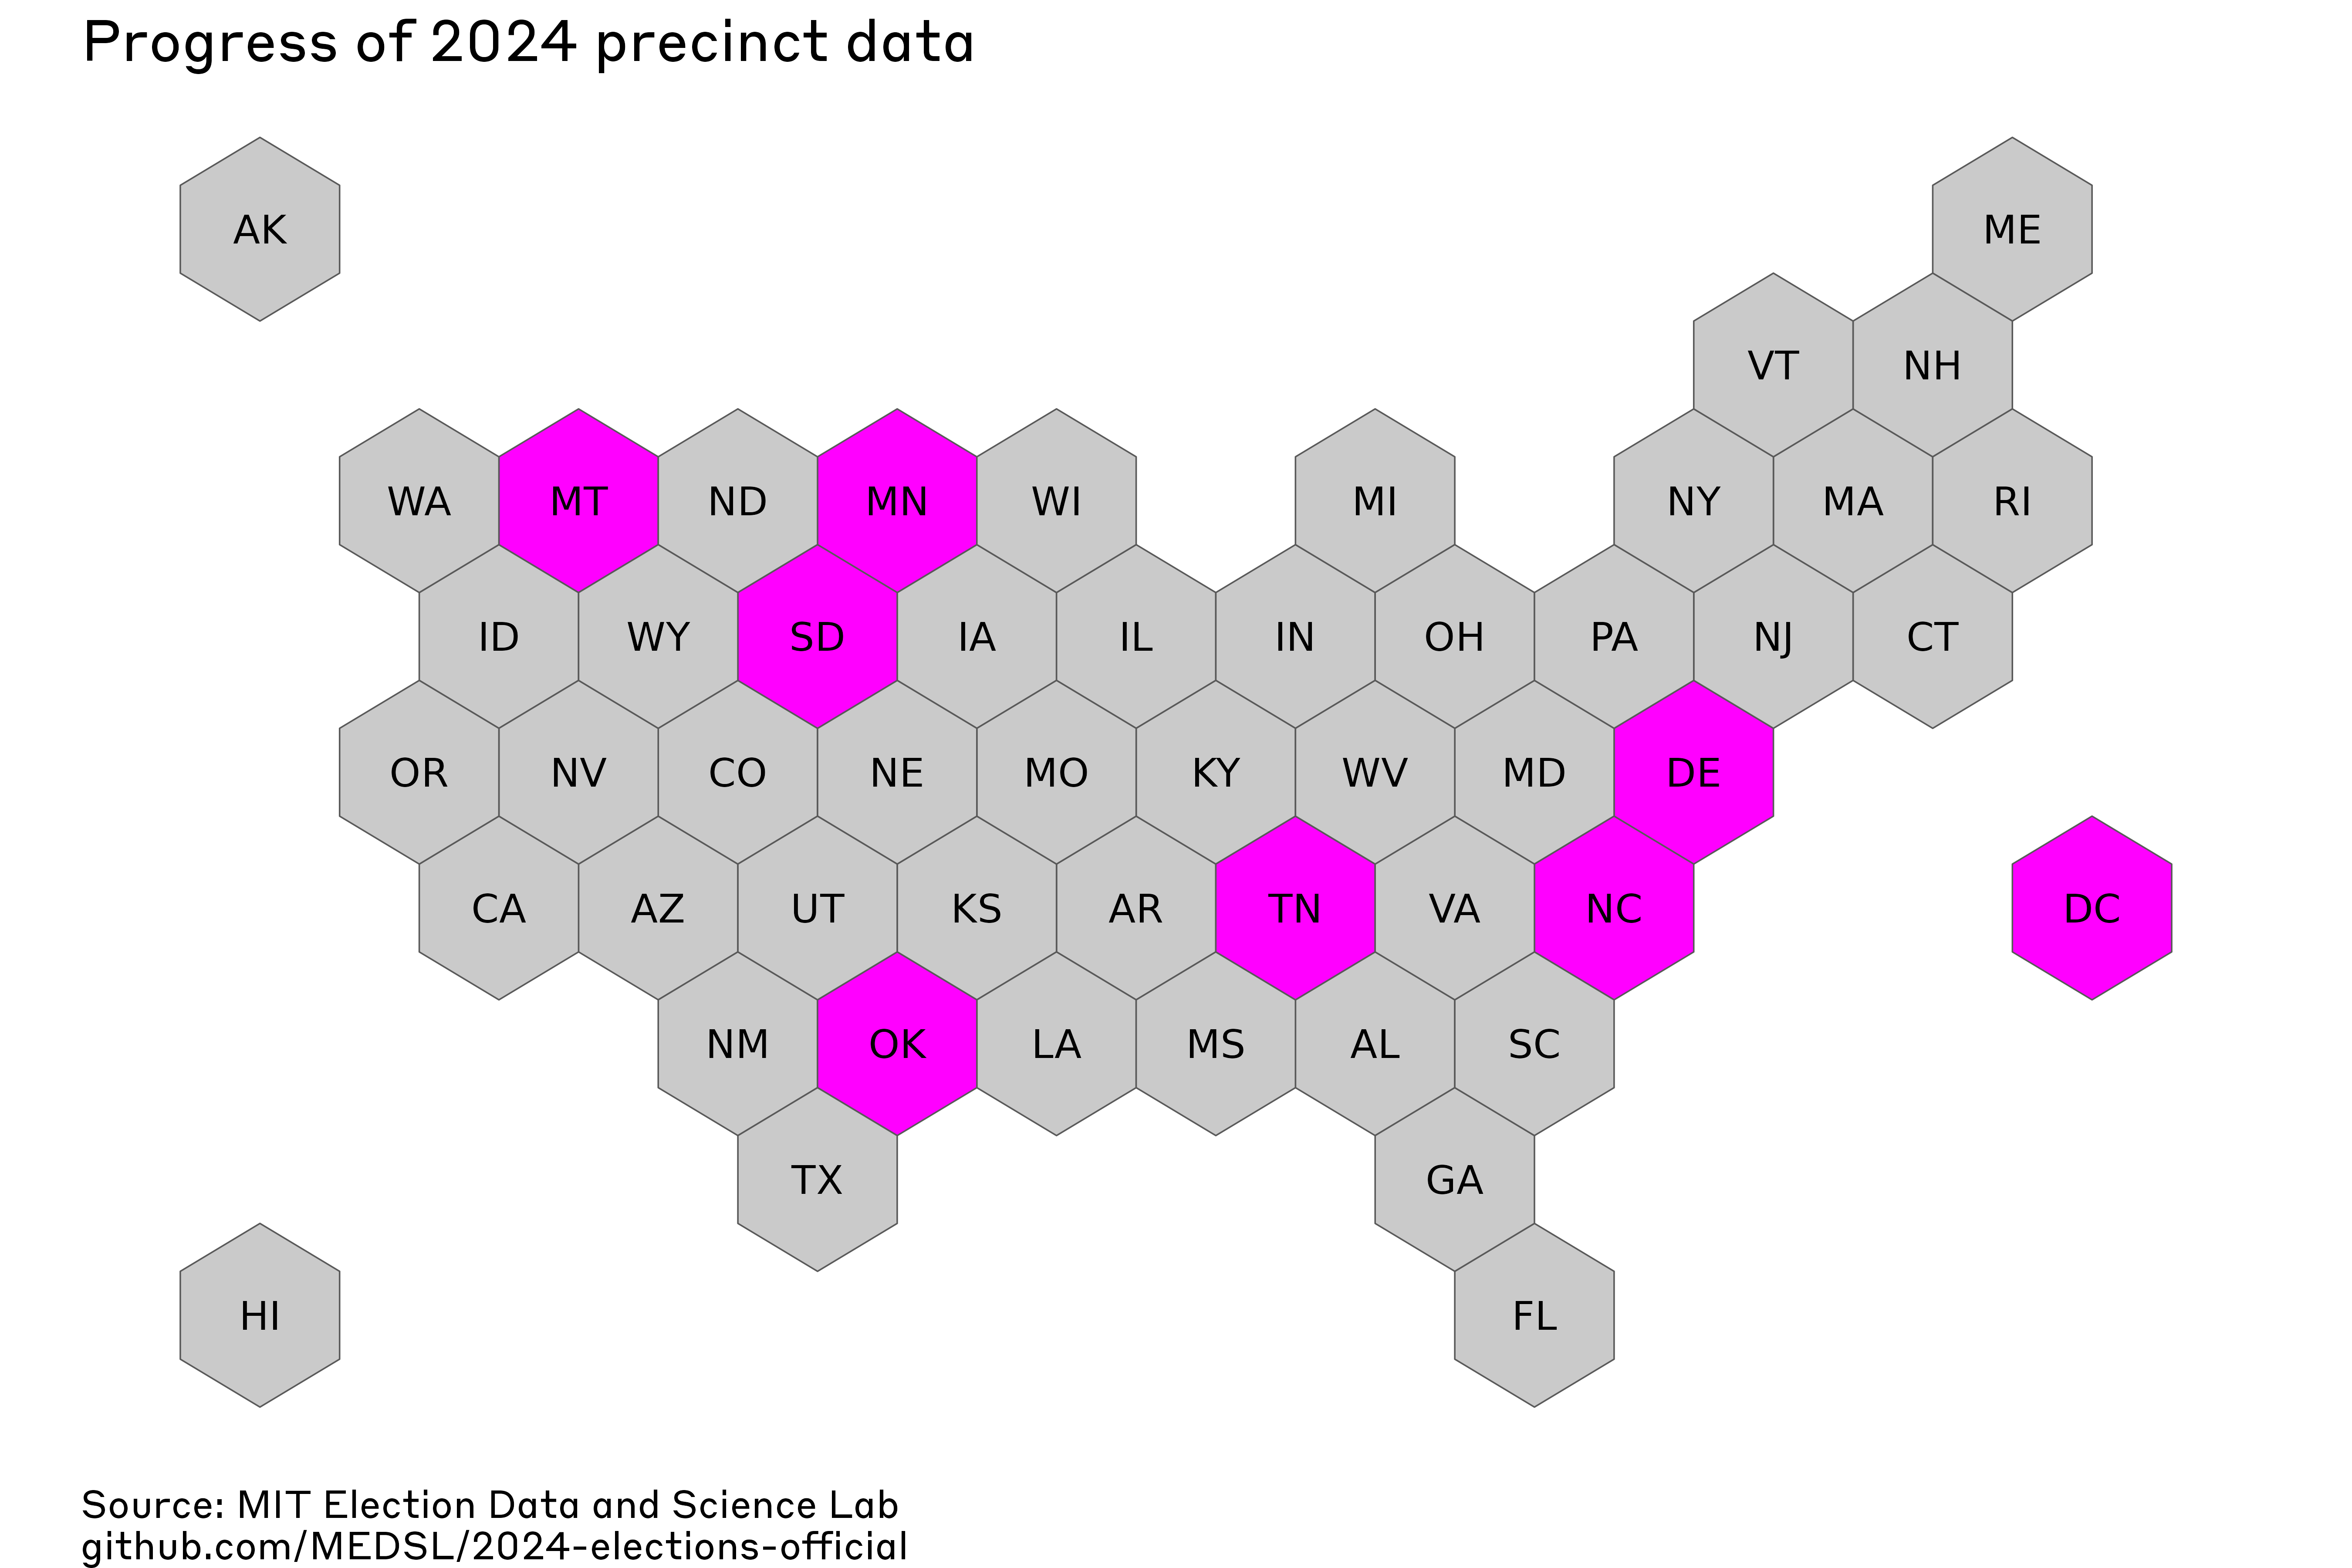 Progress of 2024 precinct data
AK
ME
VT NH
WA MT ND MN WI MI NY MA RI
ID WY SD IA IL IN OH PA NJ CT
OR NV CO NE MO KY WV MD DE
CA AZ UT KS AR TN VA NC DC
NM OK LA MS AL SC
TX GA
HI FL
Source: MIT Election Data and Science Lab
github.com/MEDSL/2024-elections-official